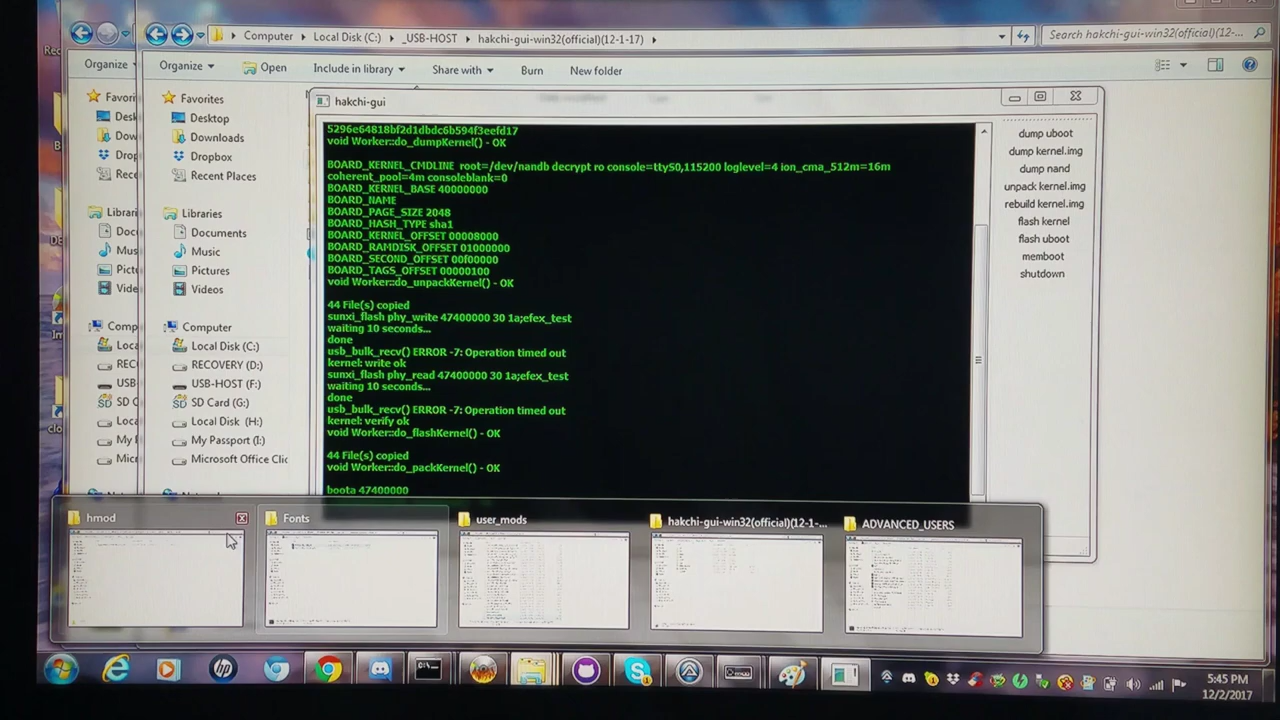 Computer
Local Disk (C:)
_USB-HOST
hakchi-gui-win32(official)(12-1-17)
Search hakchi-gui-win32(official)(12-...
Organize
Organize
Open
Include in library
Share with
Burn
New folder
Favorites
Desktop
Downloads
Dropbox
Recent Places
Libraries
Documents
Music
Pictures
Videos
Computer
Local Disk (C:)
RECOVERY (D:)
USB-HOST (F:)
SD Card (G:)
Local Disk (H:)
My Passport (I:)
Microsoft Office Clic
hakchi-gui
5296e64818bf2d1dbdc6b594f3eefd17
void Worker::do_dumpKernel() - OK
BOARD_KERNEL_CMDLINE root=/dev/nandb decrypt ro console=ttyS0,115200 loglevel=4 ion_cma_512m=16m
coherent_pool=4m consoleblank=0
BOARD_KERNEL_BASE 40000000
BOARD_NAME
BOARD_PAGE_SIZE 2048
BOARD_HASH_TYPE sha1
BOARD_KERNEL_OFFSET 00008000
BOARD_RAMDISK_OFFSET 01000000
BOARD_SECOND_OFFSET 00f00000
BOARD_TAGS_OFFSET 00000100
void Worker::do_unpackKernel() - OK
44 File(s) copied
sunxi_flash phy_write 47400000 30 1a;efex_test
waiting 10 seconds...
done
usb_bulk_recv() ERROR -7: Operation timed out
kernel: write ok
sunxi_flash phy_read 47400000 30 1a;efex_test
waiting 10 seconds...
done
usb_bulk_recv() ERROR -7: Operation timed out
kernel: verify ok
void Worker::do_flashKernel() - OK
44 File(s) copied
void Worker::do_packKernel() - OK
boota 47400000
dump uboot
dump kernel.img
dump nand
unpack kernel.img
rebuild kernel.img
flash kernel
flash uboot
memboot
shutdown
hmod
Fonts
user_mods
hakchi-gui-win32(official)(12-1-...
ADVANCED_USERS
5:45 PM
12/2/2017